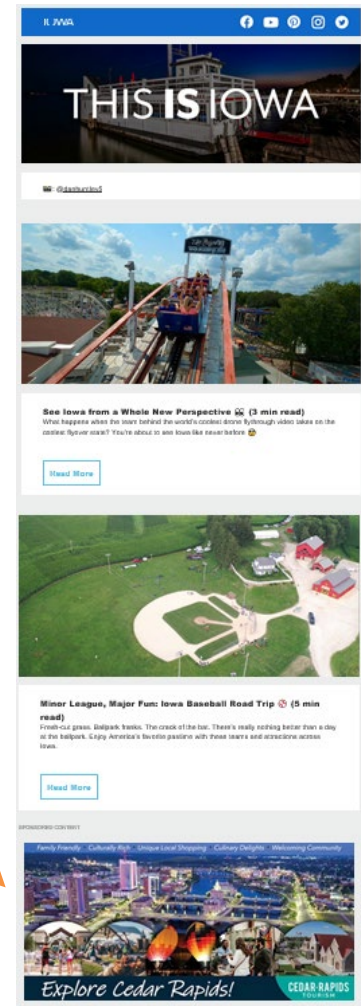 THIS IS IOWA
: @danhuntley5
See Iowa from a Whole New Perspective (3 min read)
What happens when the team behind the world's coolest drone flythrough video takes on the
coolest flyover state? You're about to see Iowa like never before
Read More
Minor League, Major Fun: Iowa Baseball Road Trip (5 min
read)
Fresh-cut grass. Ballpark franks. The crack of the bat. There's really nothing better than a day
at the ballpark. Enjoy America's favorite pastime with these teams and attractions across
Iowa.
Read More
SPONSORED CONTENT
Family Friendly Culturally Rich Unique Local Shopping Culinary Delights Welcoming Community
Explore Cedar Rapids!
CEDAR RAPIDS
TOURISM